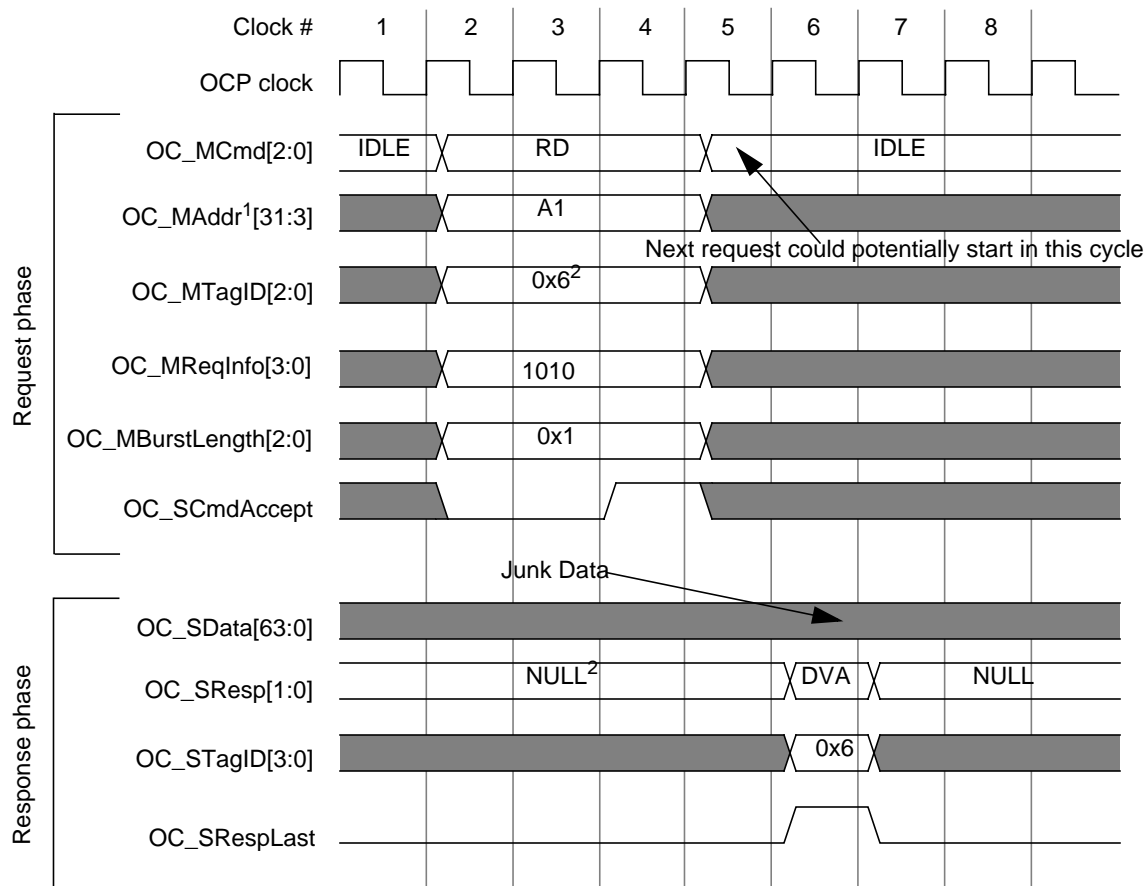 Clock # 1 2 3 4 5 6 7 8
OCP clock
Request phase
OC_MCmd[2:0] IDLE RD IDLE
OC_MAddr1[31:3] A1
Next request could potentially start in this cycle
OC_MTagID[2:0] 0x62
OC_MReqInfo[3:0] 1010
OC_MBurstLength[2:0] 0x1
OC_SCmdAccept
Junk Data
Response phase
OC_SData[63:0]
OC_SResp[1:0] NULL2 DVA NULL
OC_STagID[3:0] 0x6
OC_SRespLast